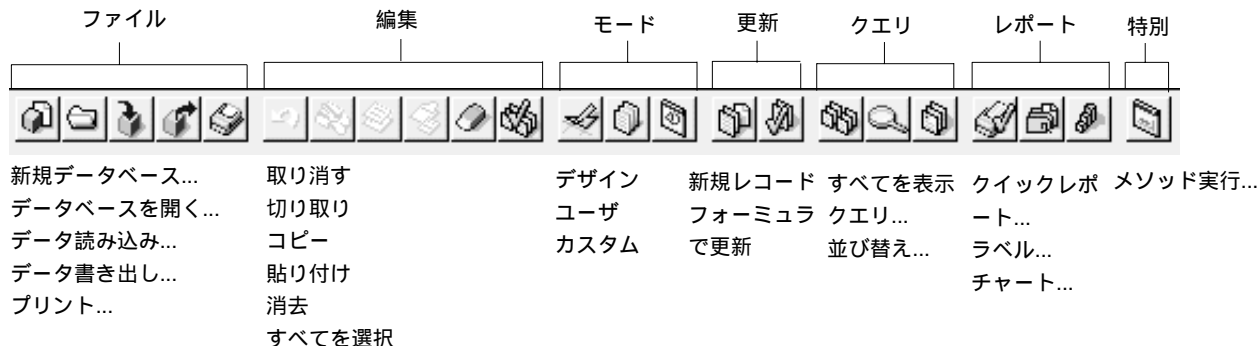 ファイル
編集
モード
更新
クエリ
レポート
特別
新規データベース...
データベースを開く...
データ読み込み...
データ書き出し...
プリント...
取り消す
切り取り
コピー
貼り付け
消去
すべてを選択
デザイン
ユーザ
カスタム
新規レコード
フォーミュラ
で更新
すべてを表示
クエリ...
並び替え...
クイックレポ
ート...
ラベル...
チャート...
メソッド実行...